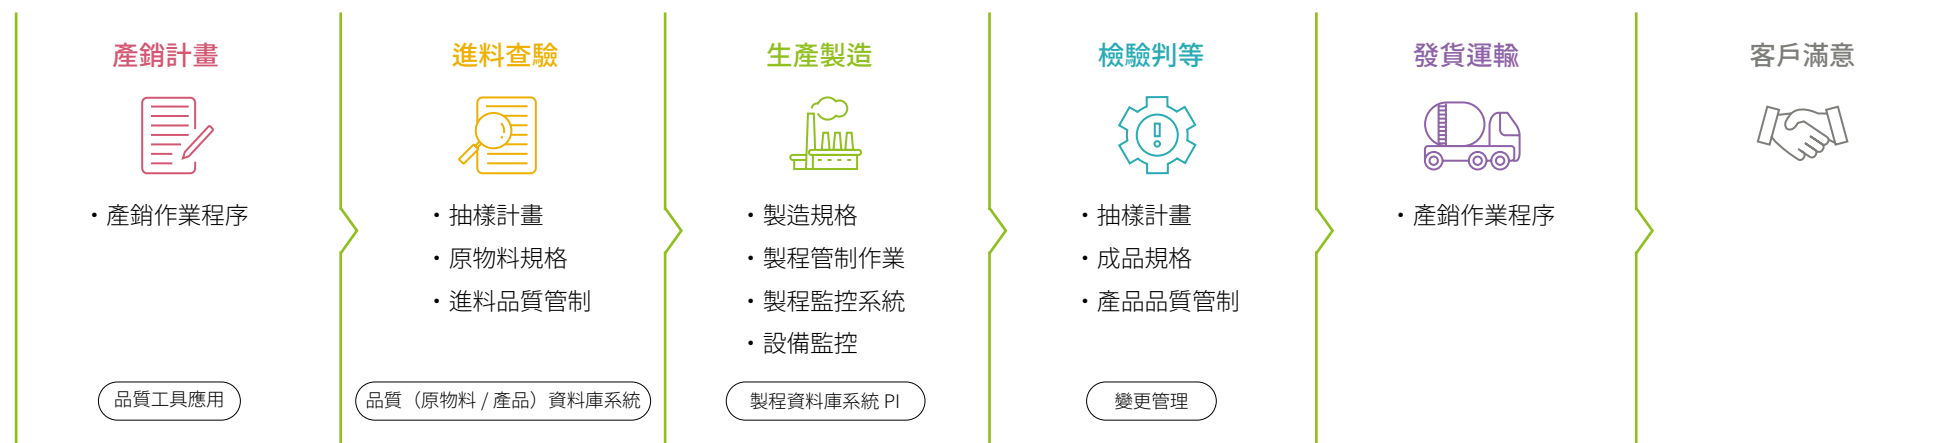 產銷計畫
・產銷作業程序
品質工具應用
進料查驗
・抽樣計畫
・原物料規格
・進料品質管制
品質（原物料 / 產品）資料庫系統
生產製造
・製造規格
・製程管制作業
・製程監控系統
・設備監控
製程資料庫系統 PI
檢驗判等
・抽樣計畫
・成品規格
・產品品質管制
變更管理
發貨運輸
・產銷作業程序
客戶滿意